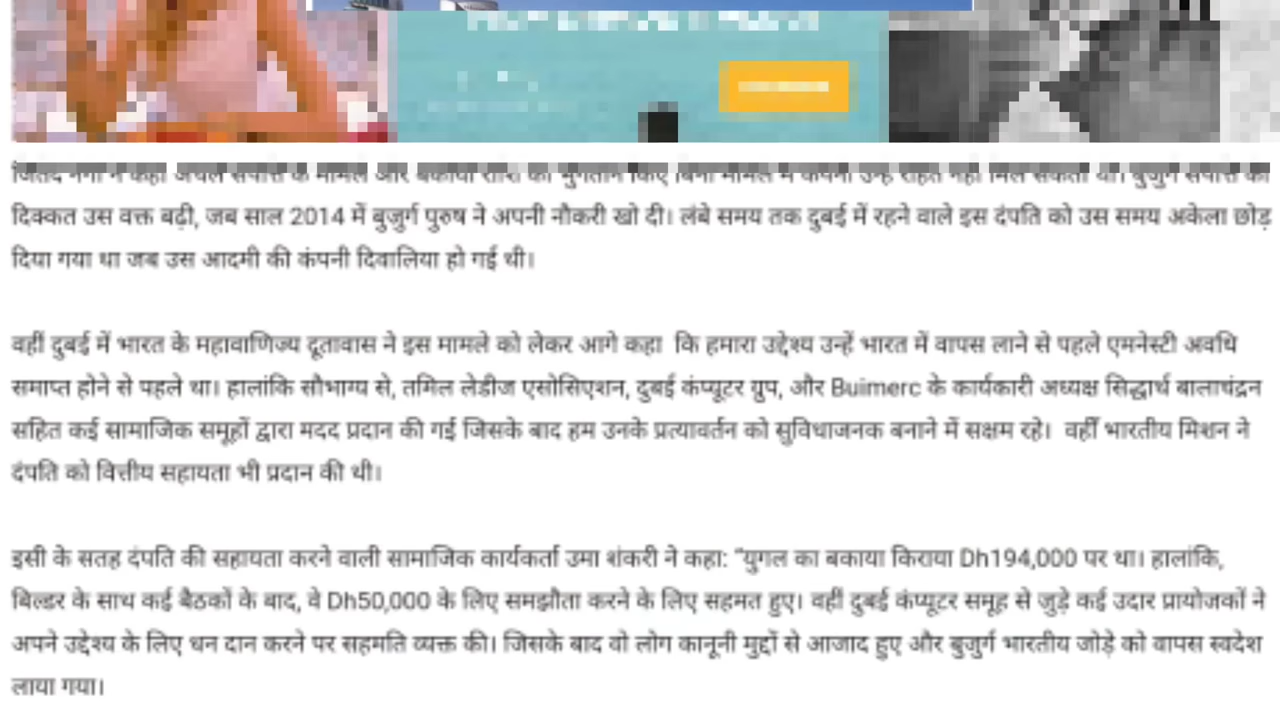 दिक्कत उस वक्त बढ़ी, जब साल 2014 में बुजुर्ग पुरुष ने अपनी नौकरी खो दी। लंबे समय तक दुबई में रहने वाले इस दंपति को उस समय अकेला छोड़
दिया गया था जब उस आदमी की कंपनी दिवालिया हो गई थी।
वहीं दुबई में भारत के महावाणिज्य दूतावास ने इस मामले को लेकर आगे कहा कि हमारा उद्देश्य उन्हें भारत में वापस लाने से पहले एमनेस्टी अवधि
समाप्त होने से पहले था। हालांकि सौभाग्य से, तमिल लेडीज एसोसिएशन, दुबई कंप्यूटर ग्रुप, और Buimerc के कार्यकारी अध्यक्ष सिद्धार्थ बालाचंद्रन
सहित कई सामाजिक समूहों द्वारा मदद प्रदान की गई जिसके बाद हम उनके प्रत्यावर्तन को सुविधाजनक बनाने में सक्षम रहे। वहीँ भारतीय मिशन ने
दंपति को वित्तीय सहायता भी प्रदान की थी।
इसी के सतह दंपति की सहायता करने वाली सामाजिक कार्यकर्ता उमा शंकरी ने कहा: “युगल का बकाया किराया Dh194,000 पर था। हालांकि,
बिल्डर के साथ कई बैठकों के बाद, वे Dh50,000 के लिए समझौता करने के लिए सहमत हुए। वहीं दुबई कंप्यूटर समूह से जुड़े कई उदार प्रायोजकों ने
अपने उद्देश्य के लिए धन दान करने पर सहमति व्यक्त की। जिसके बाद वो लोग कानूनी मुद्दों से आजाद हुए और बुजुर्ग भारतीय जोड़े को वापस स्वदेश
लाया गया।